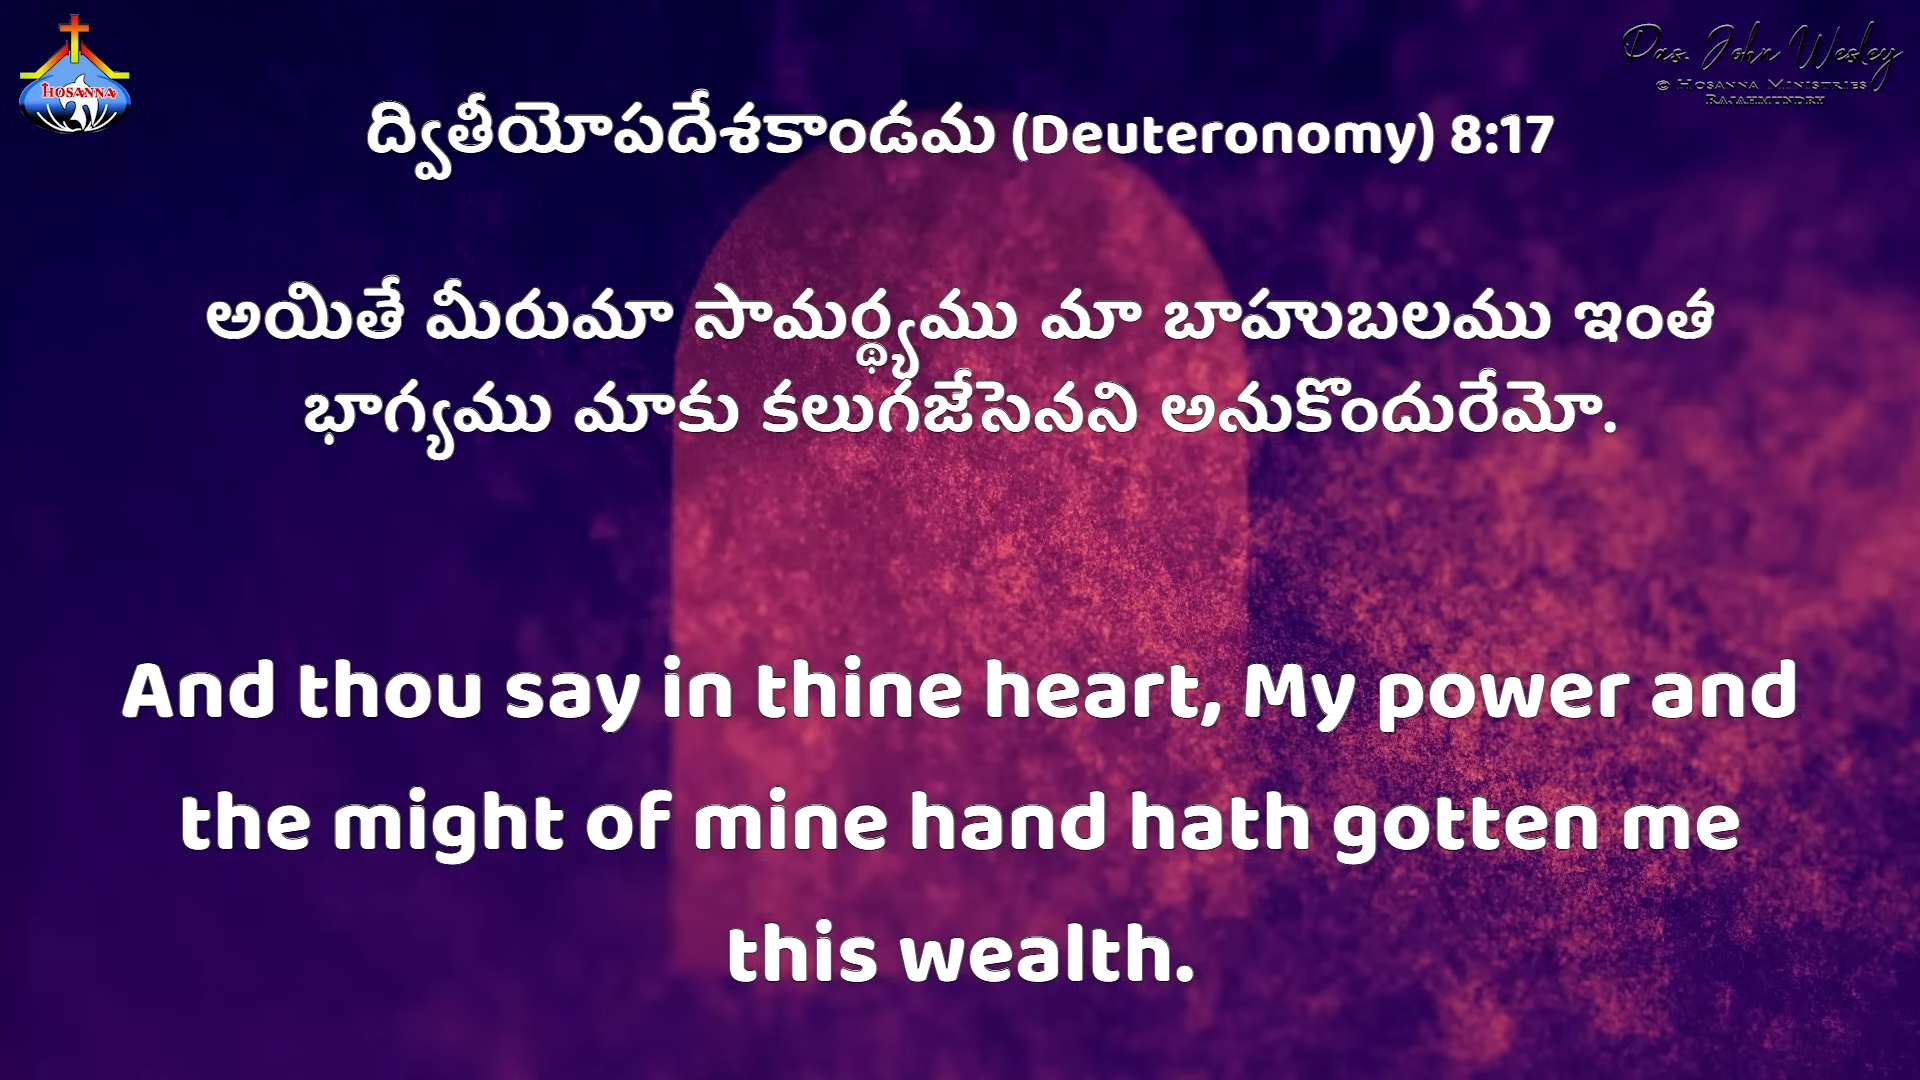 HOSANNA
Pas. John Wesley
© Hosanna Ministries
Rajahmundry
ద్వితీయోపదేశకాండమ (Deuteronomy) 8:17
అయితే మీరుమా సామర్థ్యము మా బాహుబలము ఇంత
భాగ్యము మాకు కలుగజేసెనని అనుకొందురేమో.
And thou say in thine heart, My power and
the might of mine hand hath gotten me
this wealth.